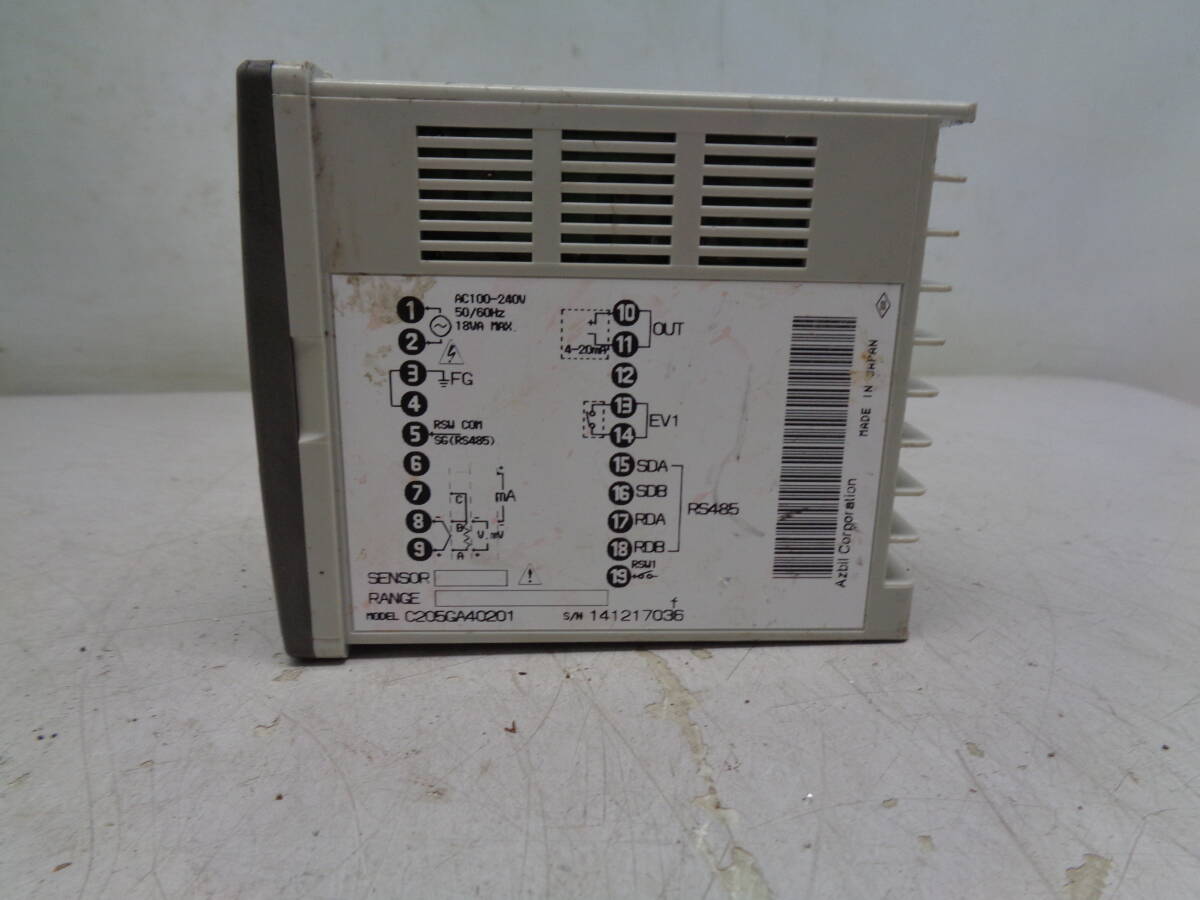 1 AC100-240V
50/60Hz
2 18VA MAX.
3 FG
4
5 RSW COM
SG(RS485)
6
7 C mA
8 - B - V, mV -
9 + A + +
SENSOR
RANGE
MODEL C205GA40201 S/N 141217036
10 + OUT
11 - 4-20mA
12
13 EV1
14
15 SDA
16 SDB RS485
17 RDA
18 RDB
19 RSW1
Azbil Corporation MADE IN JAPAN